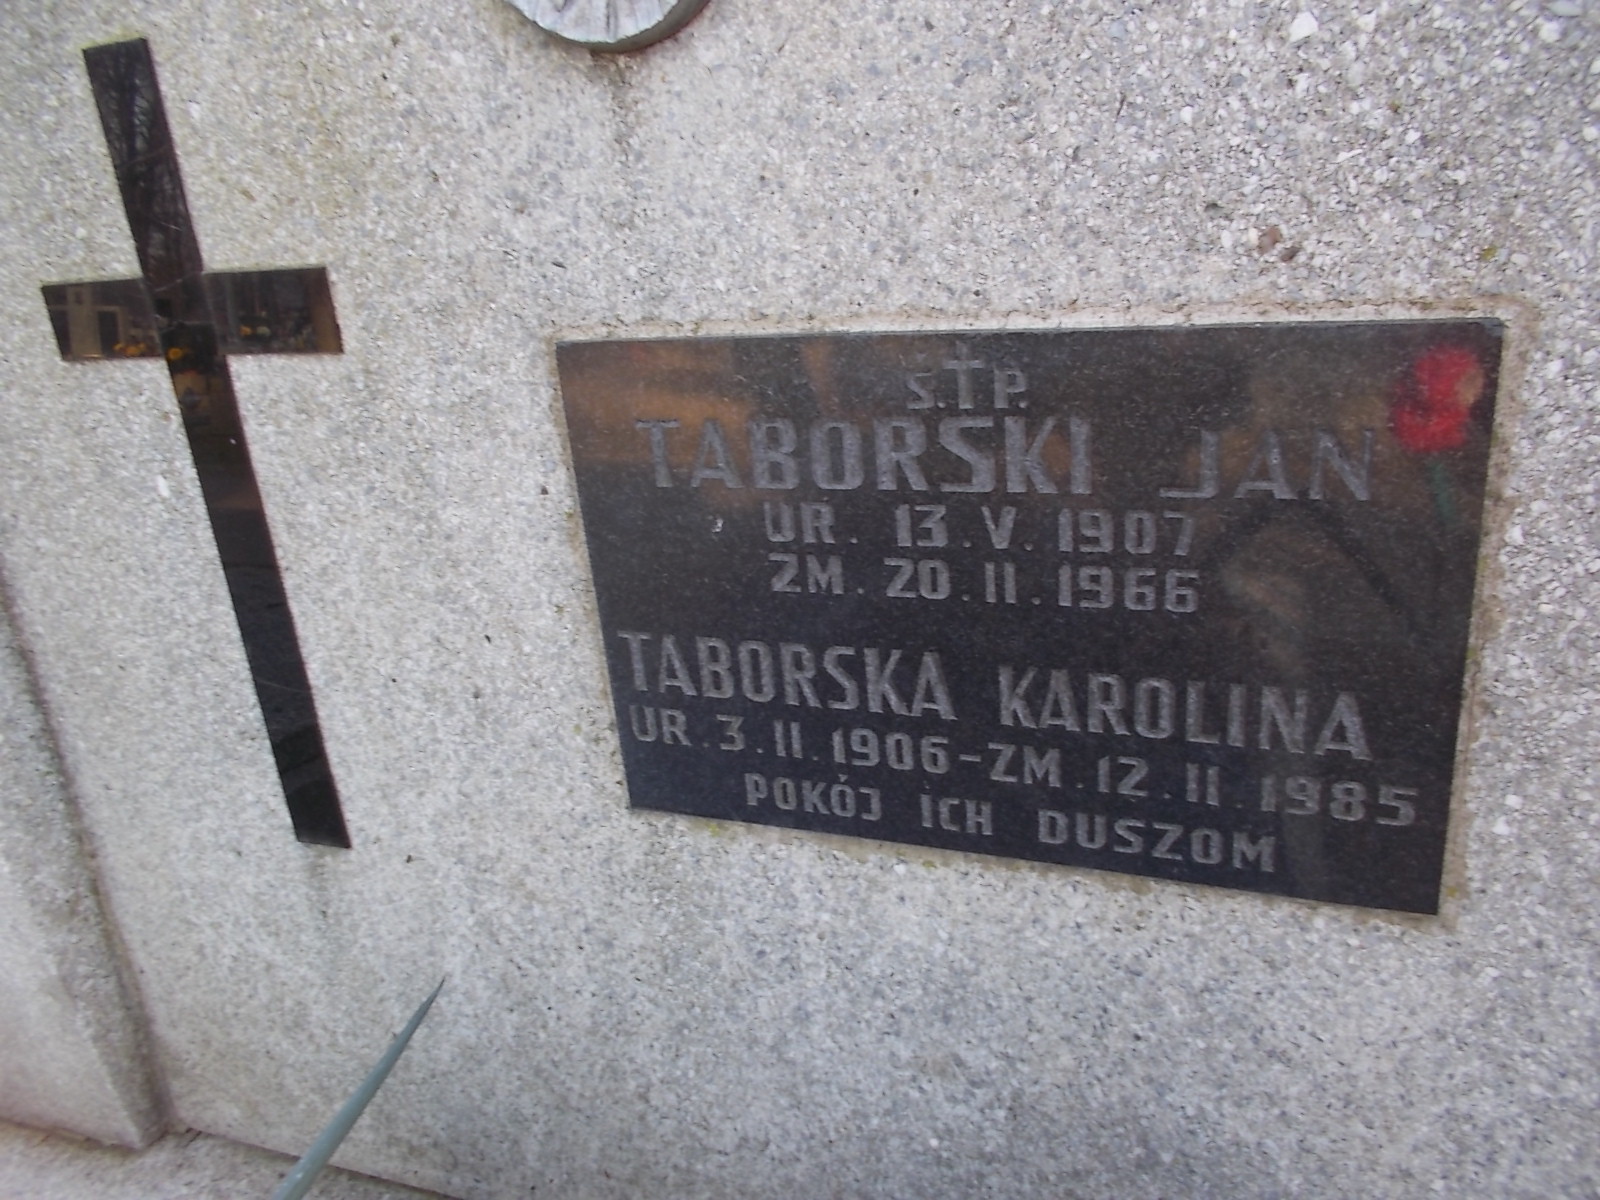 Ś.†P.
TABORSKI JAN
UR. 13.V.1907
ZM.20.II.1966
TABORSKA KAROLINA
UR.3.II.1906-ZM.12.II.1985
POKÓJ ICH DUSZOM